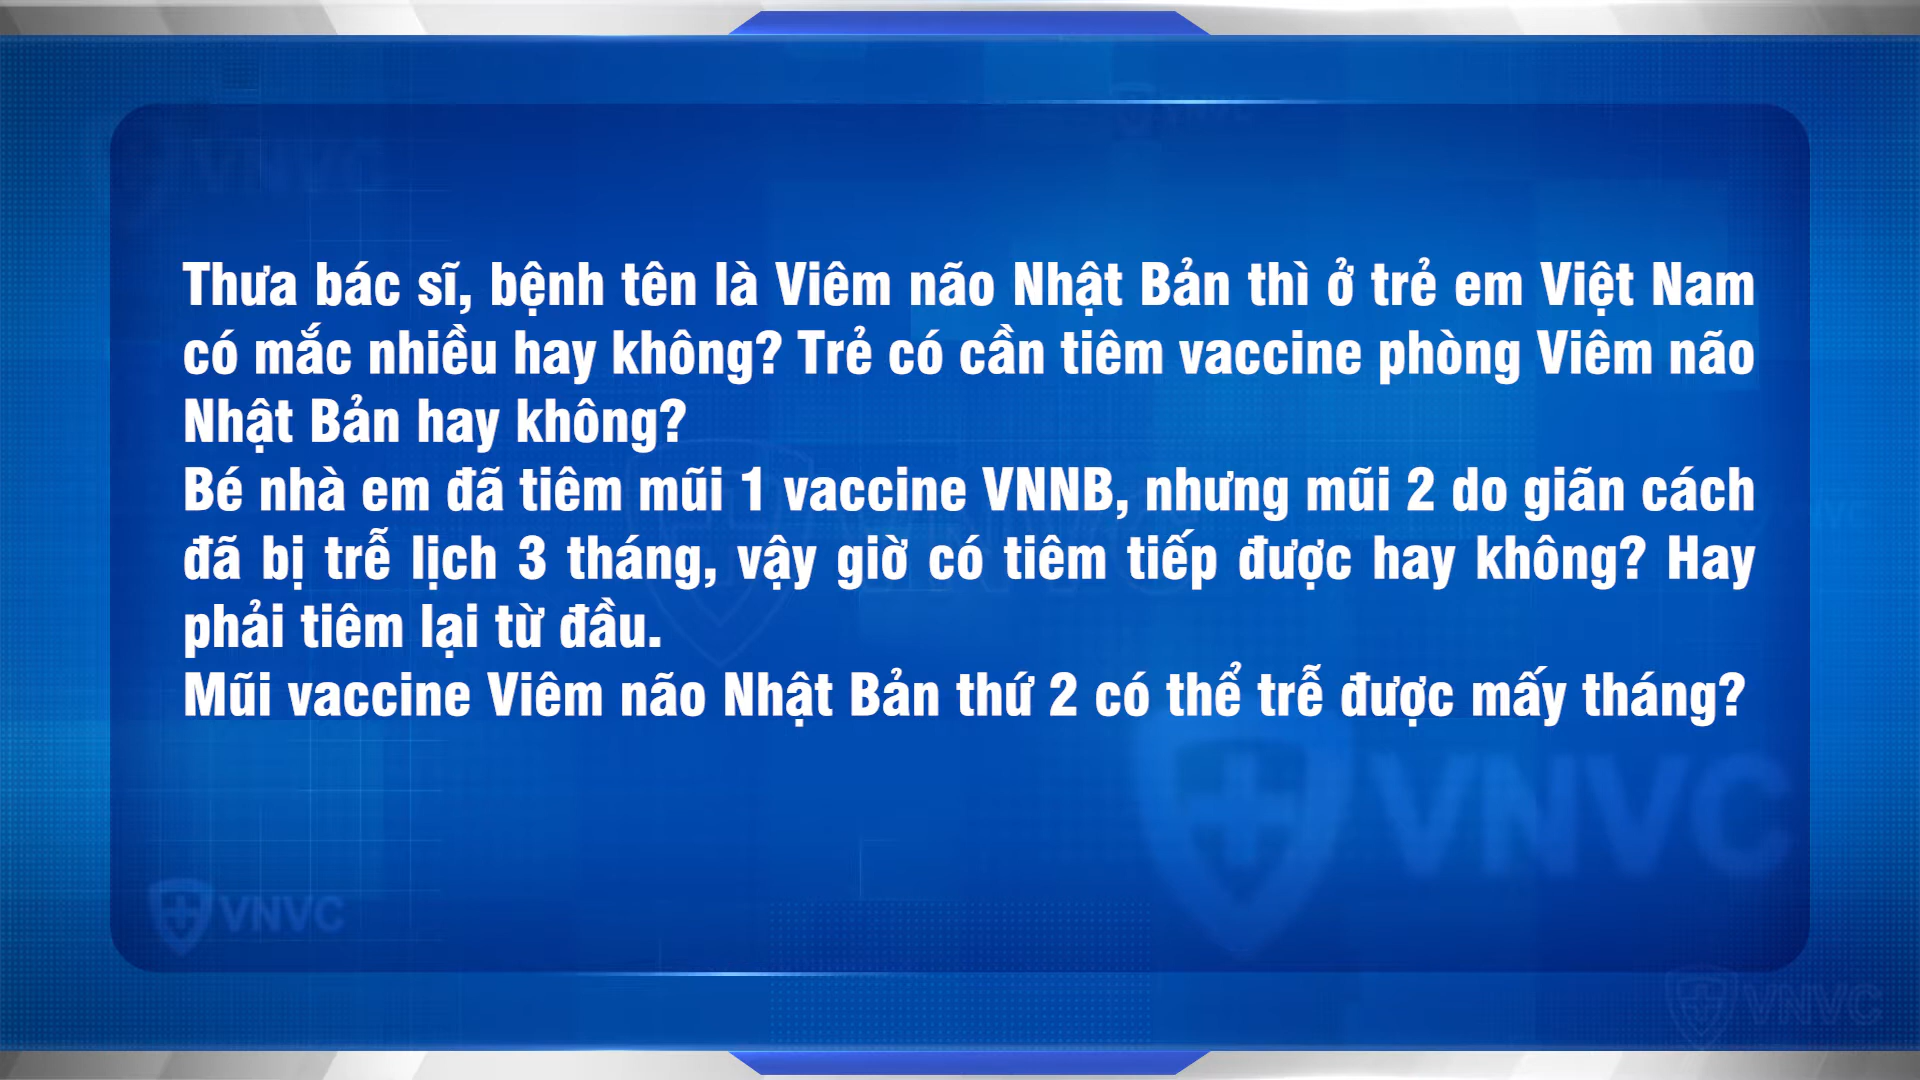 Thưa bác sĩ, bệnh tên là Viêm não Nhật Bản thì ở trẻ em Việt Nam
có mắc nhiều hay không? Trẻ có cần tiêm vaccine phòng Viêm não
Nhật Bản hay không?
Bé nhà em đã tiêm mũi 1 vaccine VNNB, nhưng mũi 2 do giãn cách
đã bị trễ lịch 3 tháng, vậy giờ có tiêm tiếp được hay không? Hay
phải tiêm lại từ đầu.
Mũi vaccine Viêm não Nhật Bản thứ 2 có thể trễ được mấy tháng?
VNVC
VNVC
VNVC